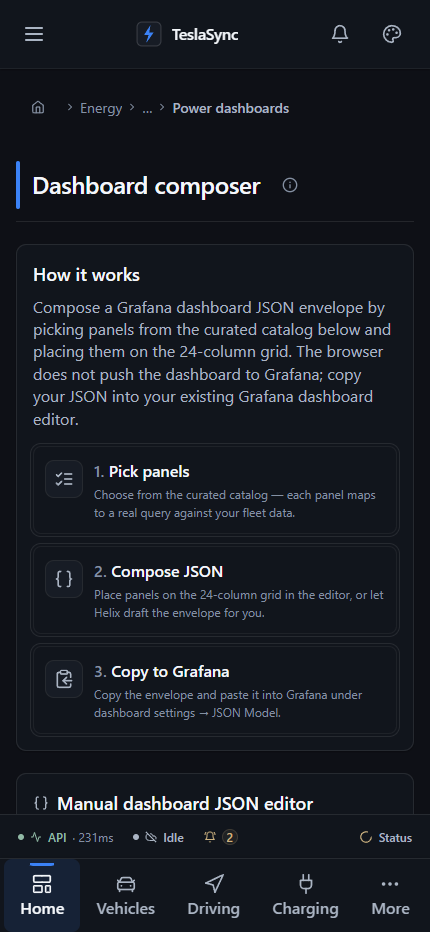 TeslaSync
Energy ... Power dashboards
Dashboard composer
How it works
Compose a Grafana dashboard JSON envelope by
picking panels from the curated catalog below and
placing them on the 24-column grid. The browser
does not push the dashboard to Grafana; copy
your JSON into your existing Grafana dashboard
editor.
1. Pick panels
Choose from the curated catalog — each panel maps
to a real query against your fleet data.
2. Compose JSON
Place panels on the 24-column grid in the editor, or let
Helix draft the envelope for you.
3. Copy to Grafana
Copy the envelope and paste it into Grafana under
dashboard settings → JSON Model.
Manual dashboard JSON editor
API · 231ms Idle 2 Status
Home Vehicles Driving Charging More